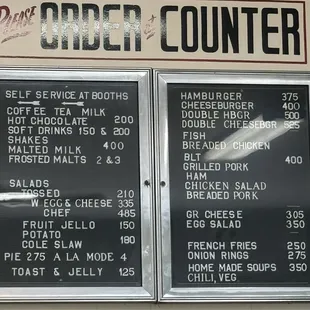 Please ORDER at COUNTER
SELF SERVICE AT BOOTHS
COFFEE TEA MILK
HOT CHOCOLATE 200
SOFT DRINKS 150 & 200
SHAKES
MALTS MILK 400
FROSTED MALTS 2 & 3
SALADS
TOSSED 210
W EGG & CHEESE 335
CHEF 485
FRUIT JELLO 150
POTATO
COLE SLAW 180
PIE 275 A LA MODE 4
TOAST & JELLY 125
HAMBURGER 375
CHEESEBURGER 400
DOUBLE HBGR 500
DOUBLE CHEESEBGR 525
FISH
BREADED CHICKEN
BLT 400
GRILLED PORK
HAM
CHICKEN SALAD
BREADED PORK
GR CHEESE 305
EGG SALAD 350
FRENCH FRIES 250
ONION RINGS 275
HOME MADE SOUPS 350
CHILI, VEG